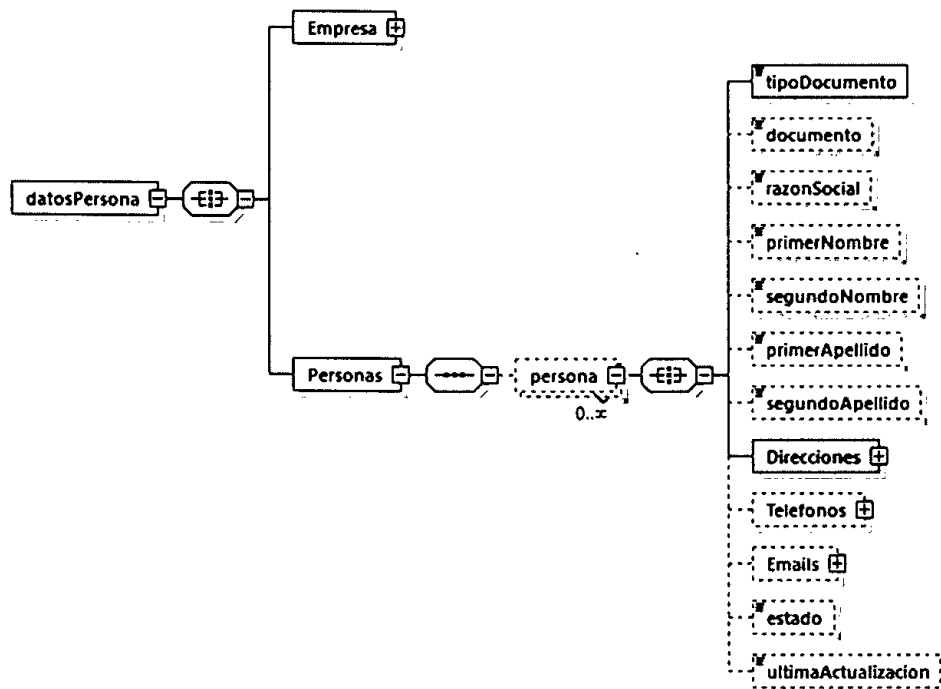 Empresa
tipoDocumento
documento
datosPersona
razonSocial
primerNombre
segundoNombre
primerApellido
Personas
persona
0..∞
segundoApellido
Direcciones
Telefonos
Emails
estado
ultimaActualizacion